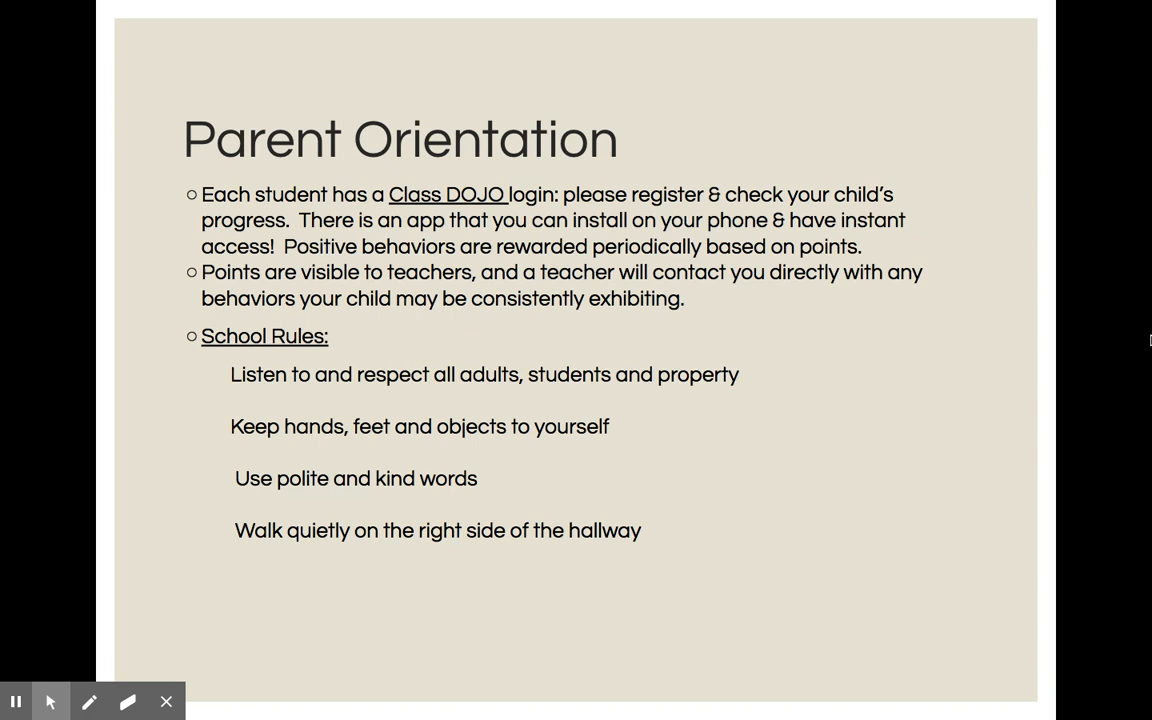 Parent Orientation
○ Each student has a Class DOJO login: please register & check your child’s
progress.  There is an app that you can install on your phone & have instant
access!  Positive behaviors are rewarded periodically based on points.
○ Points are visible to teachers, and a teacher will contact you directly with any
behaviors your child may be consistently exhibiting.
○ School Rules:
Listen to and respect all adults, students and property
Keep hands, feet and objects to yourself
Use polite and kind words
Walk quietly on the right side of the hallway